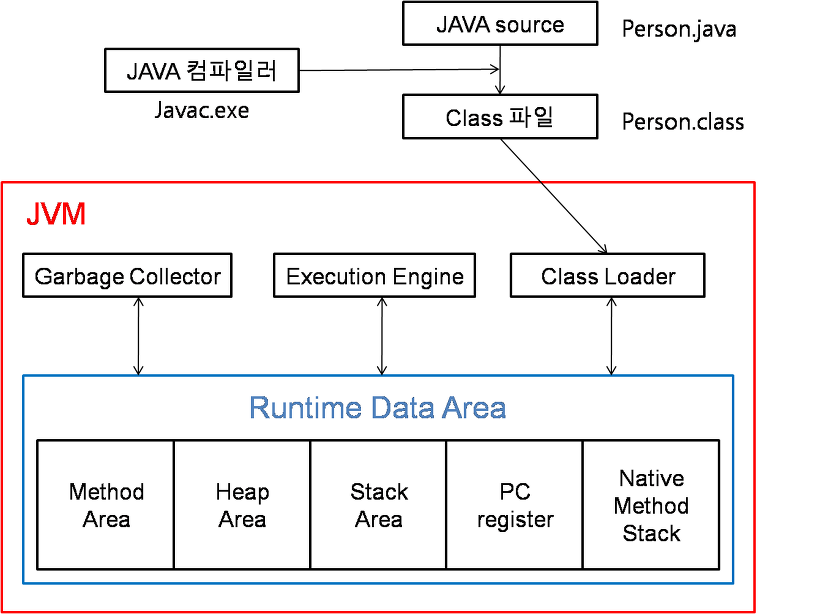 JAVA source
Person.java
JAVA 컴파일러
Javac.exe
Class 파일
Person.class
JVM
Garbage Collector
Execution Engine
Class Loader
Runtime Data Area
Method
Area
Heap
Area
Stack
Area
PC
register
Native
Method
Stack